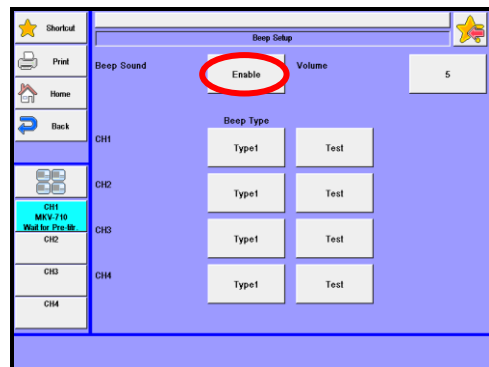 Shortcut
Beep Setup
Print
Beep Sound
Enable
Volume
5
Home
Back
Beep Type
CH1
Type1
Test
CH2
Type1
Test
CH1
MKV-710
Wait for Pre-titr.
CH3
Type1
Test
CH2
CH3
CH4
Type1
Test
CH4